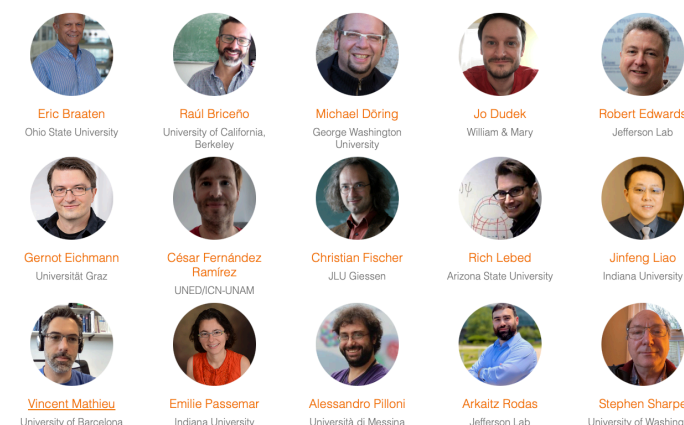 Eric Braaten
Ohio State University
Raúl Briceño
University of California,
Berkeley
Michael Döring
George Washington
University
Jo Dudek
William & Mary
Robert Edwards
Jefferson Lab
Gernot Eichmann
Universität Graz
César Fernández
Ramírez
UNED/ICN-UNAM
Christian Fischer
JLU Giessen
Rich Lebed
Arizona State University
Jinfeng Liao
Indiana University
Vincent Mathieu
University of Barcelona
Emilie Passemar
Indiana University
Alessandro Pilloni
Università di Messina
Arkaitz Rodas
Jefferson Lab
Stephen Sharpe
University of Washing